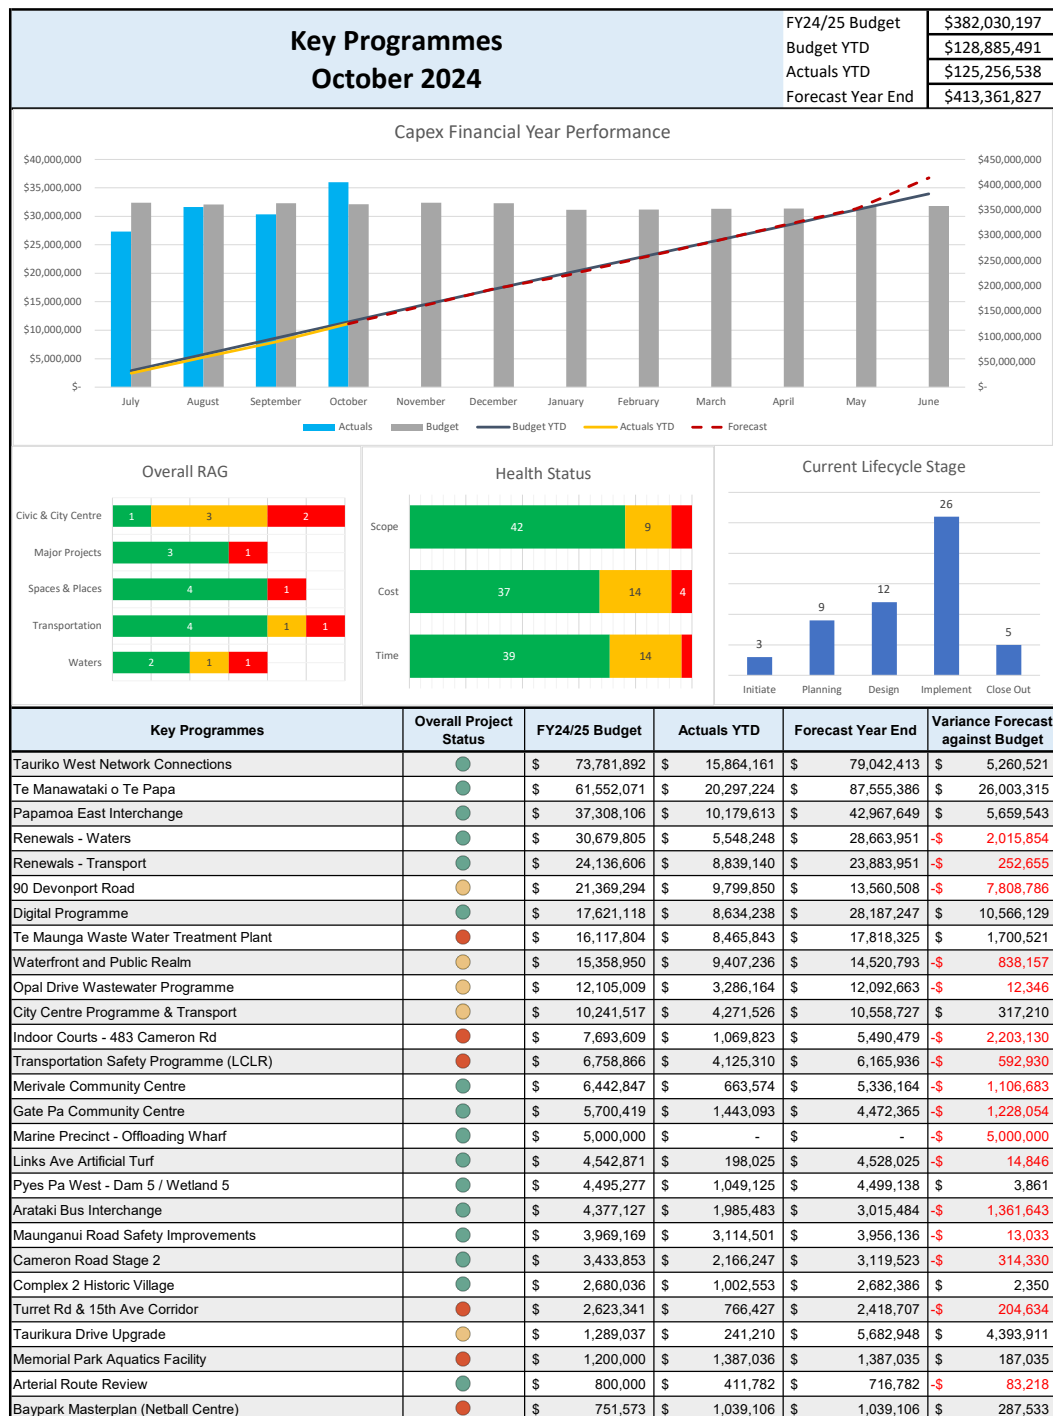 Key Programmes
October 2024
FY24/25 Budget $382,030,197
Budget YTD $128,885,491
Actuals YTD $125,256,538
Forecast Year End $413,361,827
Capex Financial Year Performance
$40,000,000 $450,000,000
$35,000,000 $400,000,000
$30,000,000 $350,000,000
$25,000,000 $300,000,000
$20,000,000 $250,000,000
$15,000,000 $200,000,000
$10,000,000 $150,000,000
$5,000,000 $100,000,000
$- $50,000,000
$-
July August September October November December January February March April May June
Actuals Budget Budget YTD Actuals YTD Forecast
Overall RAG
Civic & City Centre 1 3 2
Major Projects 3 1
Spaces & Places 4 1
Transportation 4 1 1
Waters 2 1 1
Health Status
Scope 42 9
Cost 37 14 4
Time 39 14
Current Lifecycle Stage
3 9 12 26 5
Initiate Planning Design Implement Close Out
Key Programmes Overall Project Status FY24/25 Budget Actuals YTD Forecast Year End Variance Forecast against Budget
Tauriko West Network Connections $ 73,781,892 $ 15,864,161 $ 79,042,413 $ 5,260,521
Te Manawataki o Te Papa $ 61,552,071 $ 20,297,224 $ 87,555,386 $ 26,003,315
Papamoa East Interchange $ 37,308,106 $ 10,179,613 $ 42,967,649 $ 5,659,543
Renewals - Waters $ 30,679,805 $ 5,548,248 $ 28,663,951 -$ 2,015,854
Renewals - Transport $ 24,136,606 $ 8,839,140 $ 23,883,951 -$ 252,655
90 Devonport Road $ 21,369,294 $ 9,799,850 $ 13,560,508 -$ 7,808,786
Digital Programme $ 17,621,118 $ 8,634,238 $ 28,187,247 $ 10,566,129
Te Maunga Waste Water Treatment Plant $ 16,117,804 $ 8,465,843 $ 17,818,325 $ 1,700,521
Waterfront and Public Realm $ 15,358,950 $ 9,407,236 $ 14,520,793 -$ 838,157
Opal Drive Wastewater Programme $ 12,105,009 $ 3,286,164 $ 12,092,663 -$ 12,346
City Centre Programme & Transport $ 10,241,517 $ 4,271,526 $ 10,558,727 $ 317,210
Indoor Courts - 483 Cameron Rd $ 7,693,609 $ 1,069,823 $ 5,490,479 -$ 2,203,130
Transportation Safety Programme (LCLR) $ 6,758,866 $ 4,125,310 $ 6,165,936 -$ 592,930
Merivale Community Centre $ 6,442,847 $ 663,574 $ 5,336,164 -$ 1,106,683
Gate Pa Community Centre $ 5,700,419 $ 1,443,093 $ 4,472,365 -$ 1,228,054
Marine Precinct - Offloading Wharf $ 5,000,000 $ - $ - -$ 5,000,000
Links Ave Artificial Turf $ 4,542,871 $ 198,025 $ 4,528,025 -$ 14,846
Pyes Pa West - Dam 5 / Wetland 5 $ 4,495,277 $ 1,049,125 $ 4,499,138 $ 3,861
Arataki Bus Interchange $ 4,377,127 $ 1,985,483 $ 3,015,484 -$ 1,361,643
Maunganui Road Safety Improvements $ 3,969,169 $ 3,114,501 $ 3,956,136 -$ 13,033
Cameron Road Stage 2 $ 3,433,853 $ 2,166,247 $ 3,119,523 -$ 314,330
Complex 2 Historic Village $ 2,680,036 $ 1,002,553 $ 2,682,386 $ 2,350
Turret Rd & 15th Ave Corridor $ 2,623,341 $ 766,427 $ 2,418,707 -$ 204,634
Taurikura Drive Upgrade $ 1,289,037 $ 241,210 $ 5,682,948 $ 4,393,911
Memorial Park Aquatics Facility $ 1,200,000 $ 1,387,036 $ 1,387,035 $ 187,035
Arterial Route Review $ 800,000 $ 411,782 $ 716,782 -$ 83,218
Baypark Masterplan (Netball Centre) $ 751,573 $ 1,039,106 $ 1,039,106 $ 287,533